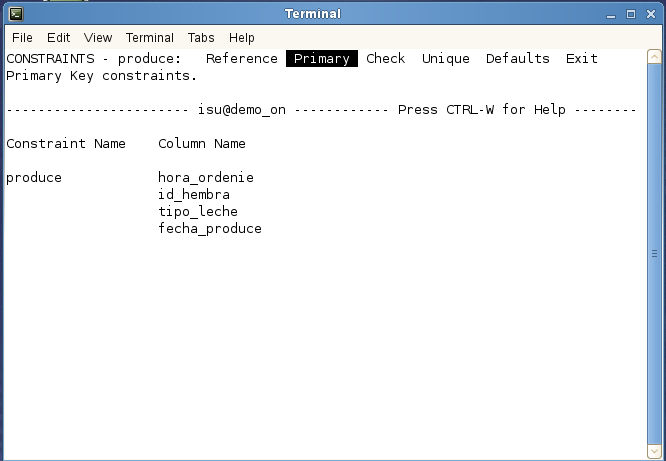 Terminal
File Edit View Terminal Tabs Help
CONSTRAINTS - produce: Reference Primary Check Unique Defaults Exit
Primary Key constraints.
----------------------- isu@demo_on ------------ Press CTRL-W for Help --------
Constraint Name Column Name
produce hora_ordenie
id_hembra
tipo_leche
fecha_produce